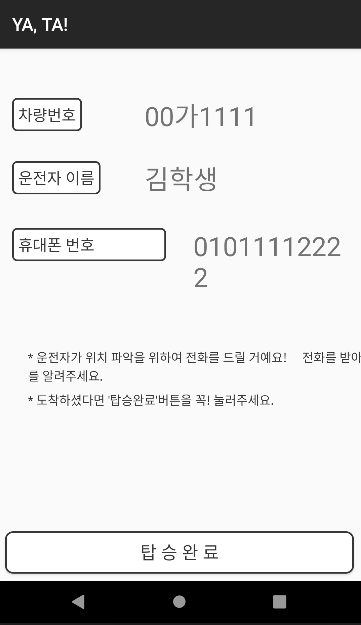 YA, TA!
차량번호 00가1111
운전자 이름 김학생
휴대폰 번호 0101111222
2
* 운전자가 위치 파악을 위하여 전화를 드릴 거예요! 전화를 받아
를 알려주세요.
* 도착하셨다면 '탑승완료'버튼을 꼭! 눌러주세요.
탑 승 완 료